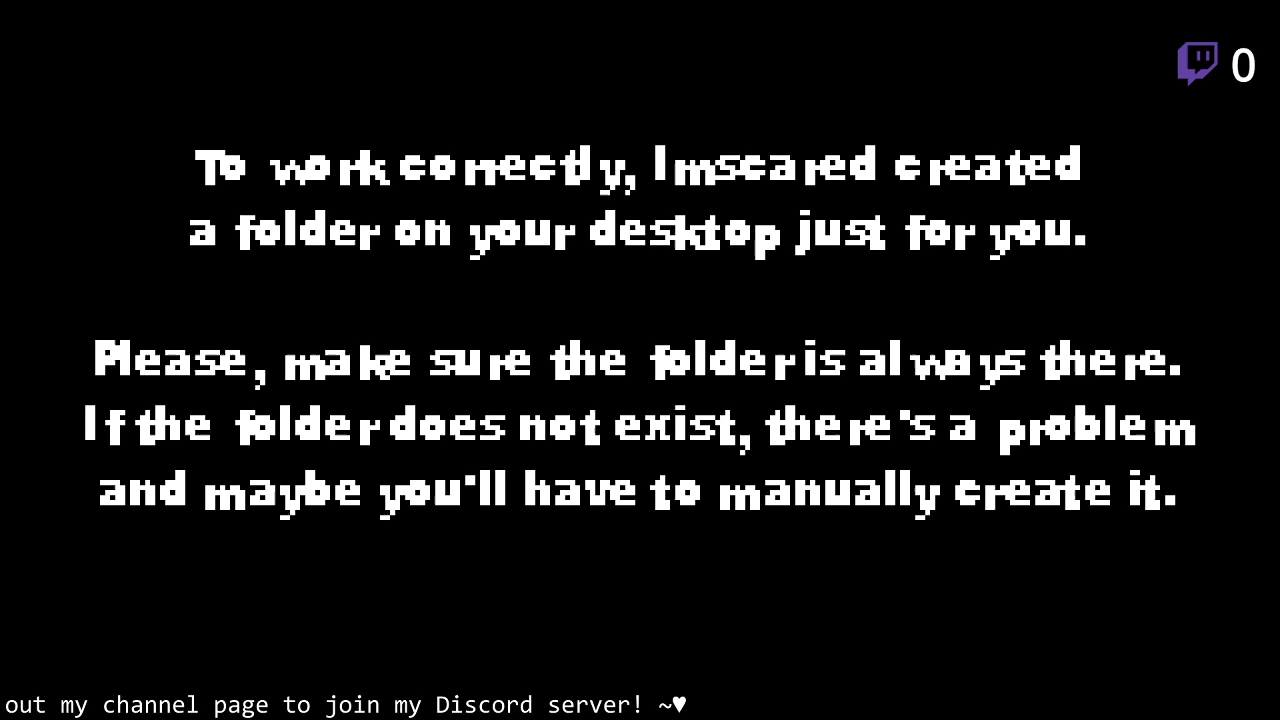 0
To work correctly, Imscared created
a folder on your desktop just for you.
Please, make sure the folder is always there.
If the folder does not exist, there's a problem
and maybe you'll have to manually create it.
out my channel page to join my Discord server! ~♥